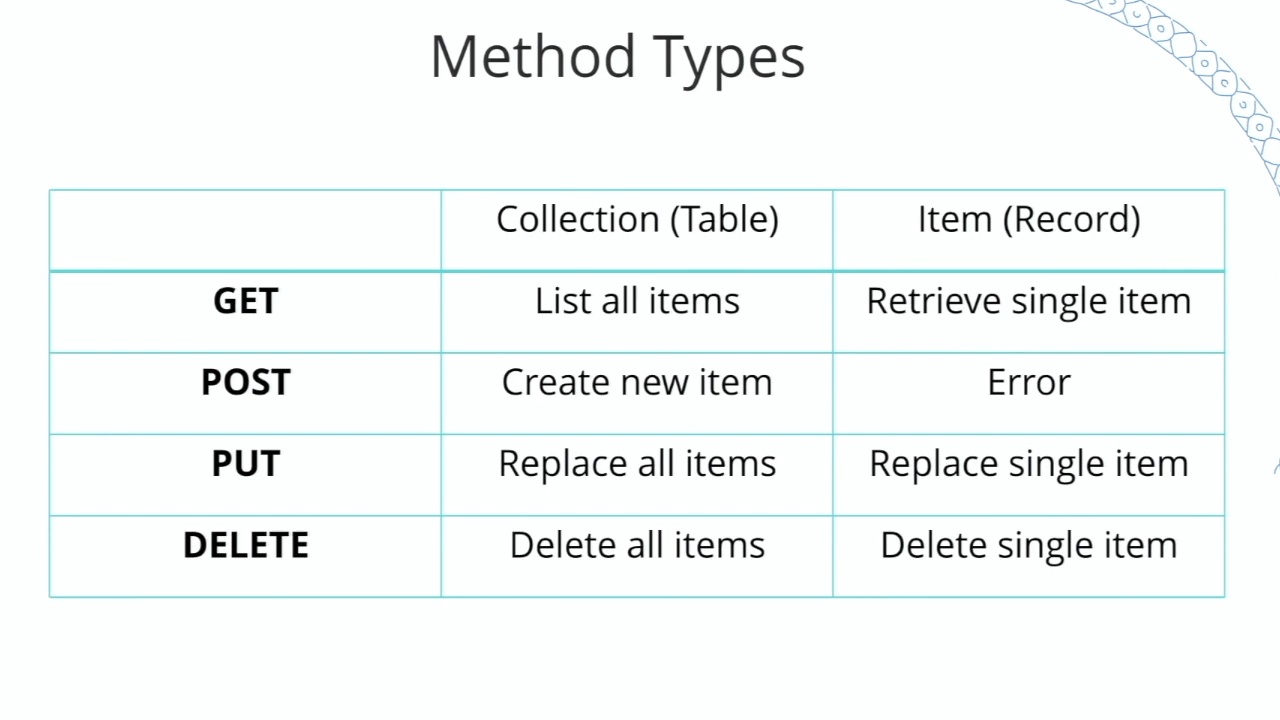 Method Types
Collection (Table) Item (Record)
GET List all items Retrieve single item
POST Create new item Error
PUT Replace all items Replace single item
DELETE Delete all items Delete single item